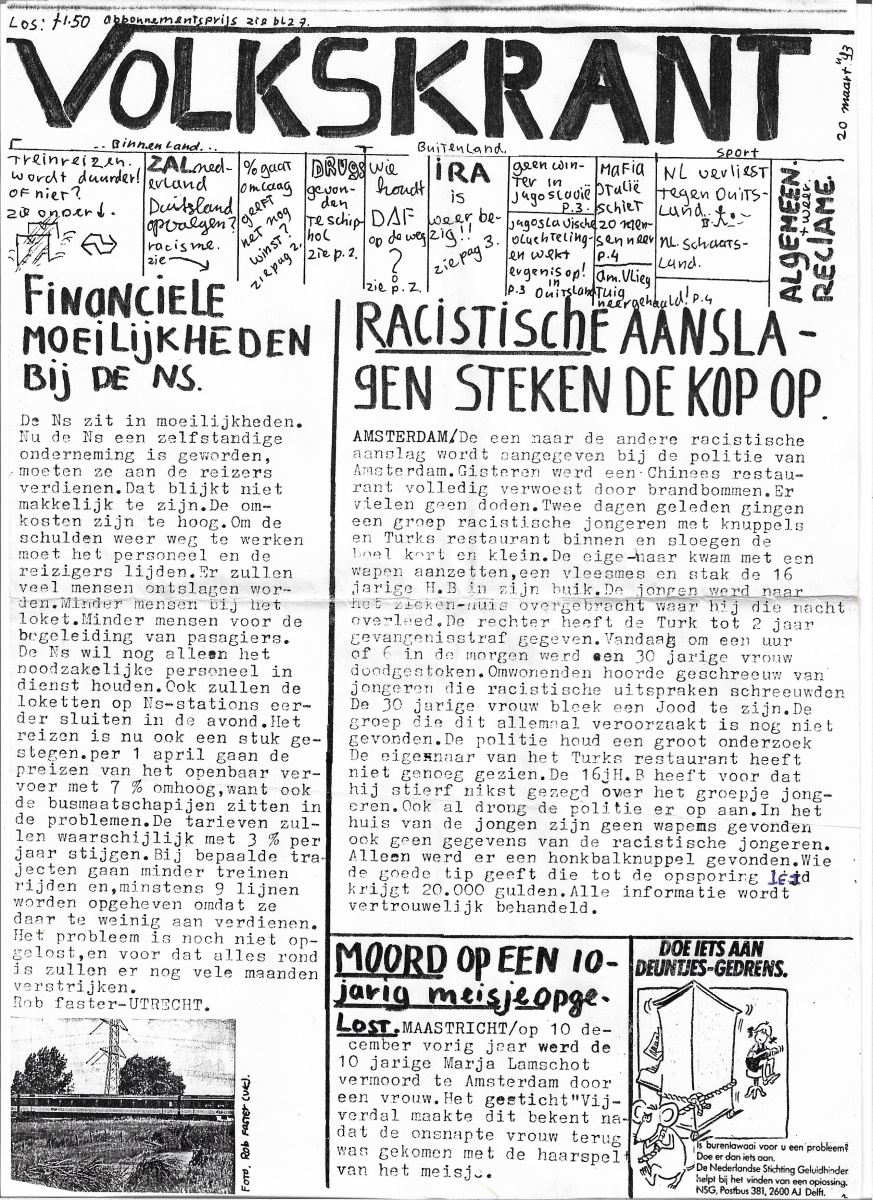 LOS: f1.50 abbonnementsprijs zie blz 7.
VOLKSKRANT
20 maart '93
.. Binnenland...
Buitenland.
Sport
Treinreizen.
wordt duurder!
OF niet?
zie onder↓.
ZAL ned-
erland
Duitsland
opvolgen?
racisme.
zie
% gaat
omlaag
geeft
het nog
winst?
zie pag 2.
DRUGS
gevon-
den
te schip-
hol
zie p. 2.
wie
houdt
DAF
op de weg
?
zie p. 2.
IRA
is
weer be-
zig!!
zie pag 3.
geen win-
ter in
jugoslavië
p.3.
jugoslavische
vluchteling-
en wekt
ergenis op!
in
p.3 Duitsland
Mafia
Italië
schiet
20 men-
sen neer
p.4
am. Vlieg
tuig
neergehaald! p.4
NL verliest
tegen Duits-
Land.
NL schaats-
land.
ALGEMEEN.
+ weer.
RECLAME.
FINANCIELE
MOEILIJKHEDEN
BIJ DE NS.
De Ns zit in moeilijkheden.
Nu de Ns een zelfstandige
onderneming is geworden,
moeten ze aan de reizers
verdienen.Dat blijkt niet
makkelijk te zijn.De om-
kosten zijn te hoog.Om de
schulden weer weg te werken
moet het personeel en de
reizigers lijden.Er zullen
veel mensen ontslagen wor-
den.Minder mensen bij het
loket.Minder mensen voor de
begeleiding van pasagiers.
De Ns wil nog alleen het
noodzakelijke personeel in
dienst houden.Ook zullen de
loketten op Ns-stations eer-
der sluiten in de avond.Het
reizen is nu ook een stuk ge-
stegen.per 1 april gaan de
preizen van het openbaar ver-
voer met 7 % omhoog,want ook
de busmaatschapijen zitten in
de problemen.De tarieven zul-
len waarschijlijk met 3 % per
jaar stijgen.Bij bepaalde tra-
jecten gaan minder treinen
rijden en,minstens 9 lijnen
worden opgeheven omdat ze
daar te weinig aan verdienen.
Het probleem is noch niet op-
gelost,en voor dat alles rond
is zullen er nog vele maanden
verstrijken.
Rob faster-UTRECHT.
FOTO, Rob FASTER (Utr.)
RACISTISCHE AANSLA-
gEN STEKEN DE KOP OP.
AMSTERDAM/De een naar de andere racistische
aanslag wordt aangegeven bij de politie van
Amsterdam.Gisteren werd een Chinees restau-
rant volledig verwoest door brandbommen.Er
vielen geen doden.Twee dagen geleden gingen
een groep racistische jongeren met knuppels
en Turks restaurant binnen en sloegen de
boel kort en klein.De eige-naar kwam met een
wapen aanzetten,een vleesmes en stak de 16
jarige H.B in zijn buik.De jongen werd naar
het zieken-huis overgebracht waar hij die nacht
overleed.De rechter heeft de Turk tot 2 jaar
gevangenisstraf gegeven.Vandaag om een uur
of 6 in de morgen werd een 30 jarige vrouw
doodgestoken.Omwonenden hoorde geschreeuw van
jongeren die racistische uitspraken schreeuwden
De 30 jarige vrouw bleek een Jood te zijn.De
groep die dit allemaal veroorzaakt is nog niet
gevonden.De politie houd een groot onderzoek
De eigenaar van het Turks restaurant heeft
niet genoeg gezien.De 16jH.B heeft voor dat
hij stierf nikst gezegd over het groepje jong-
eren.Ook al drong de politie er op aan.In het
huis van de jongen zijn geen wapems gevonden
ook geen gegevens van de racistische jongeren.
Alleen werd er een honkbalknuppel gevonden.Wie
de goede tip geeft die tot de opsporing leid
krijgt 20.000 gulden.Alle informatie wordt
vertrouwelijk behandeld.
MOORD OP EEN 10-
jarig meisje opge-
LOST. MAASTRICHT/op 10 de-
cember vorig jaar werd de
10 jarige Marja Lamschot
vermoord te Amsterdam door
een vrouw.Het gesticht"Vij-
verdal maakte dit bekent na
dat de onsnapte vrouw terug
was gekomen met de haarspelt
van het meisje.
DOE IETS AAN
DEUNTJES-GEDRENS.
Is burenlawaai voor u een probleem?
Doe er dan iets aan.
De Nederlandse Stichting Geluidhinder
helpt bij het vinden van een oplossing.
NSG, Postbus 381, 2600 AJ Delft.